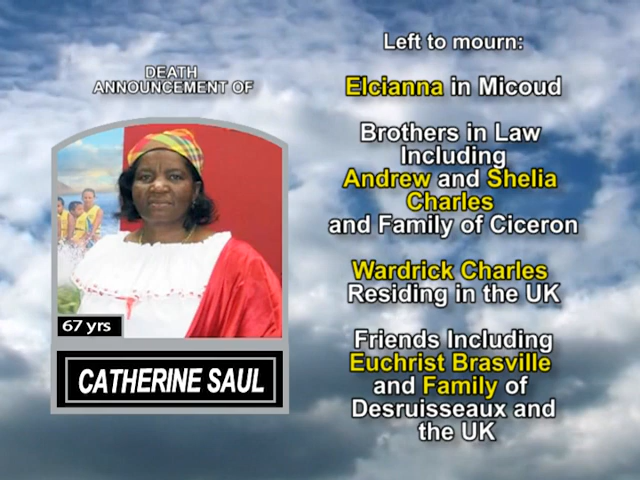 DEATH
ANNOUNCEMENT OF
67 yrs
CATHERINE SAUL
Left to mourn:
Elcianna in Micoud
Brothers in Law
Including
Andrew and Shelia
Charles
and Family of Ciceron
Wardrick Charles
Residing in the UK
Friends Including
Euchrist Brasville
and Family of
Desruisseaux and
the UK